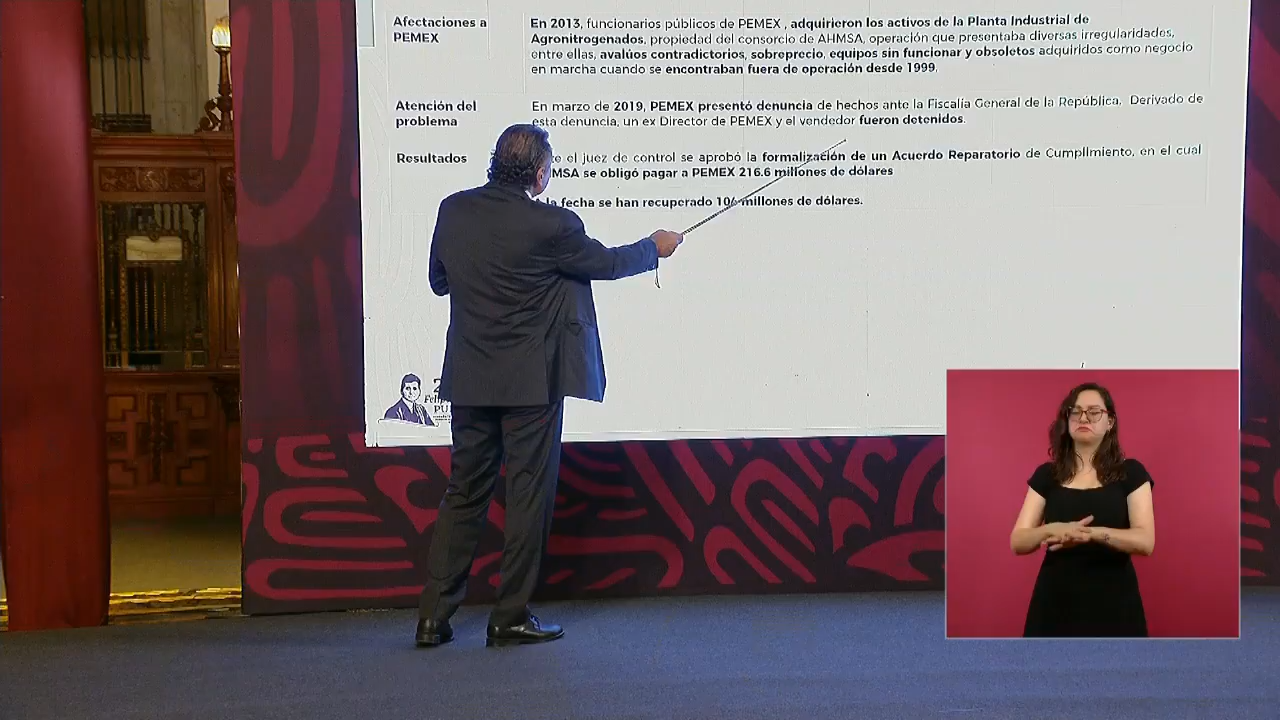 Afectaciones a
PEMEX
En 2013, funcionarios públicos de PEMEX , adquirieron los activos de la Planta Industrial de
Agronitrogenados, propiedad del consorcio de AHMSA, operación que presentaba diversas irregularidades,
entre ellas, avalúos contradictorios, sobreprecio, equipos sin funcionar y obsoletos adquiridos como negocio
en marcha cuando se encontraban fuera de operación desde 1999.
Atención del
problema
En marzo de 2019, PEMEX presentó denuncia de hechos ante la Fiscalía General de la República. Derivado de
esta denuncia, un ex Director de PEMEX y el vendedor fueron detenidos.
Resultados
el juez de control se aprobó la formalización de un Acuerdo Reparatorio de Cumplimiento, en el cual
MSA se obligó pagar a PEMEX 216.6 millones de dólares
la fecha se han recuperado millones de dólares.